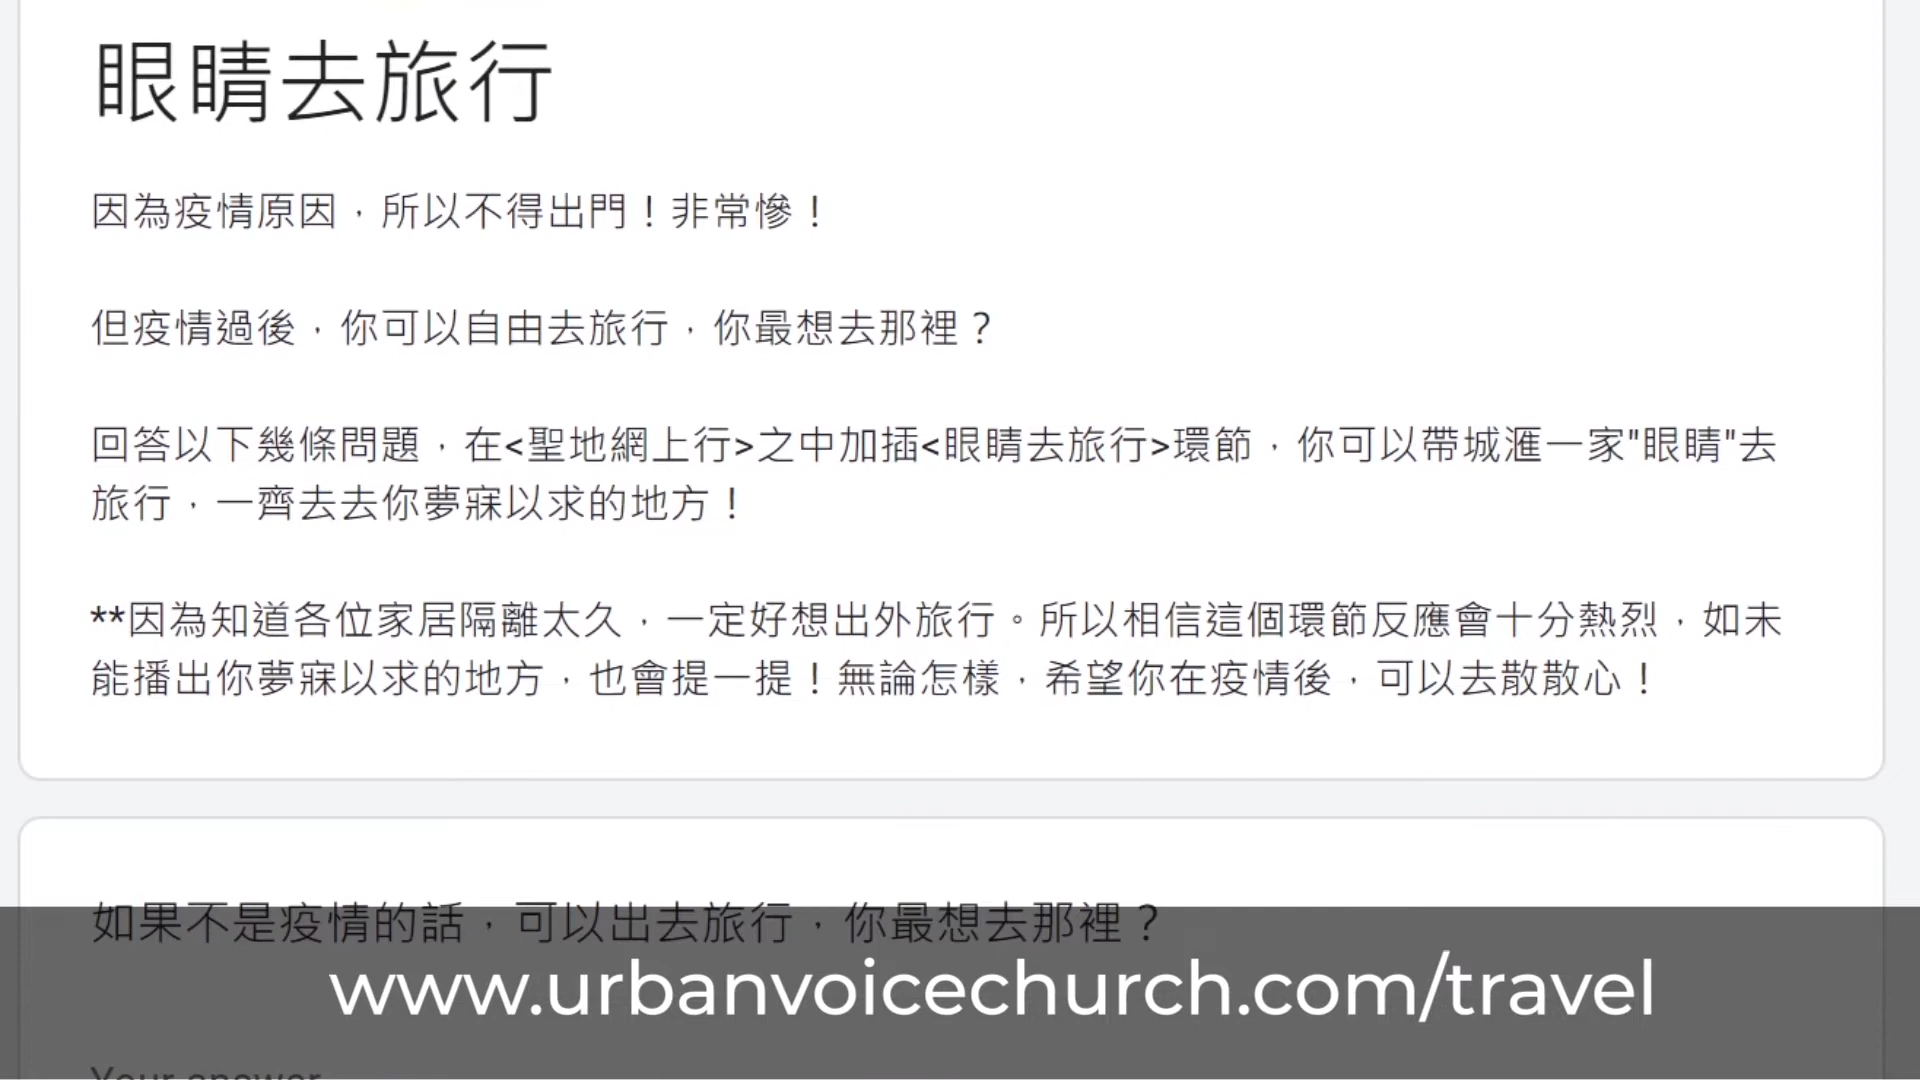 眼睛去旅行
因為疫情原因，所以不得出門！非常慘！
但疫情過後，你可以自由去旅行，你最想去那裡？
回答以下幾條問題，在<聖地網上行>之中加插<眼睛去旅行>環節，你可以帶城滙一家"眼睛"去
旅行，一齊去去你夢寐以求的地方！
**因為知道各位家居隔離太久，一定好想出外旅行。所以相信這個環節反應會十分熱烈，如未
能播出你夢寐以求的地方，也會提一提！無論怎樣，希望你在疫情後，可以去散散心！
如果不是疫情的話，可以出去旅行，你最想去那裡？
www.urbanvoicechurch.com/travel
Your answer